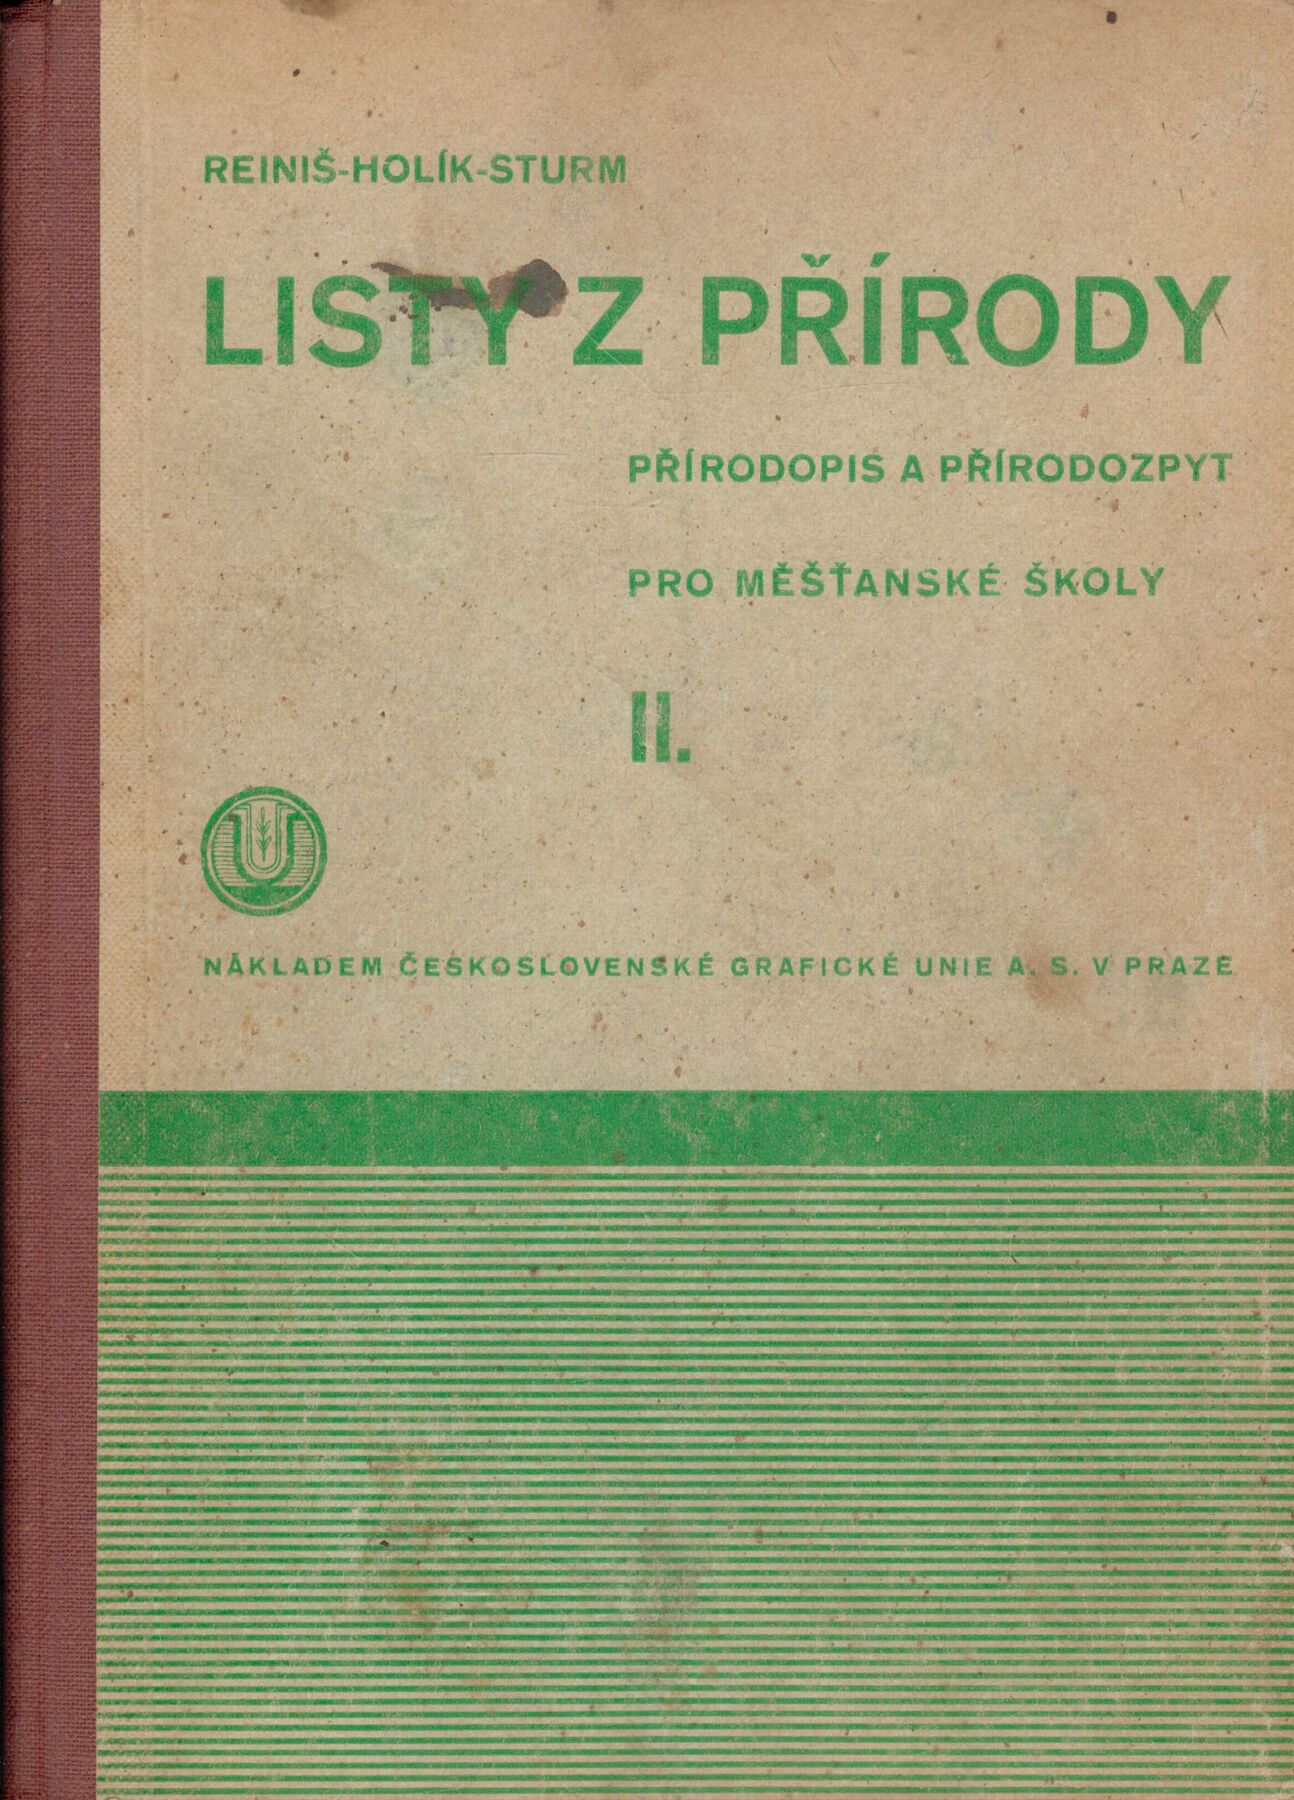 REINIŠ-HOLÍK-STURM
LISTY Z PŘÍRODY
PŘÍRODOPIS A PŘÍRODOZPYT
PRO MĚŠŤANSKÉ ŠKOLY
II.
U
NÁKLADEM ČESKOSLOVENSKÉ GRAFICKÉ UNIE A. S. V PRAZE